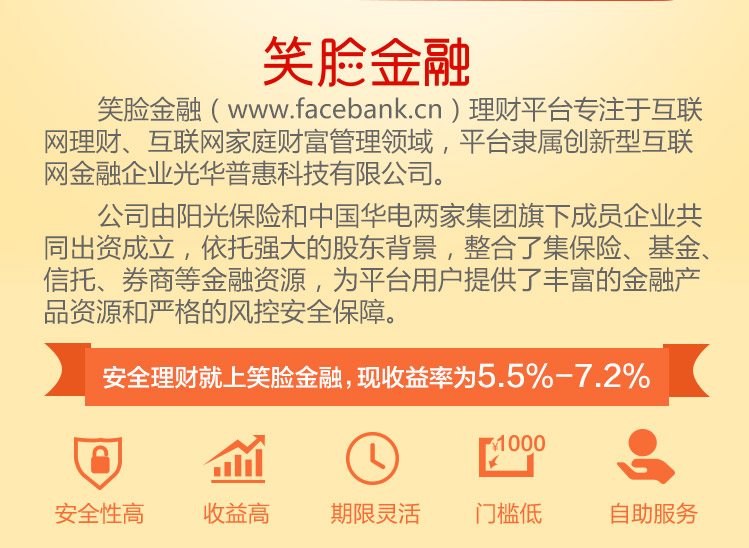 笑脸金融
笑脸金融（www.facebank.cn）理财平台专注于互联
网理财、互联网家庭财富管理领域，平台隶属创新型互联
网金融企业光华普惠科技有限公司。
公司由阳光保险和中国华电两家集团旗下成员企业共
同出资成立，依托强大的股东背景，整合了集保险、基金、
信托、券商等金融资源，为平台用户提供了丰富的金融产
品资源和严格的风控安全保障。
安全理财就上笑脸金融，现收益率为5.5%-7.2%
¥1000
安全性高 收益高 期限灵活 门槛低 自助服务